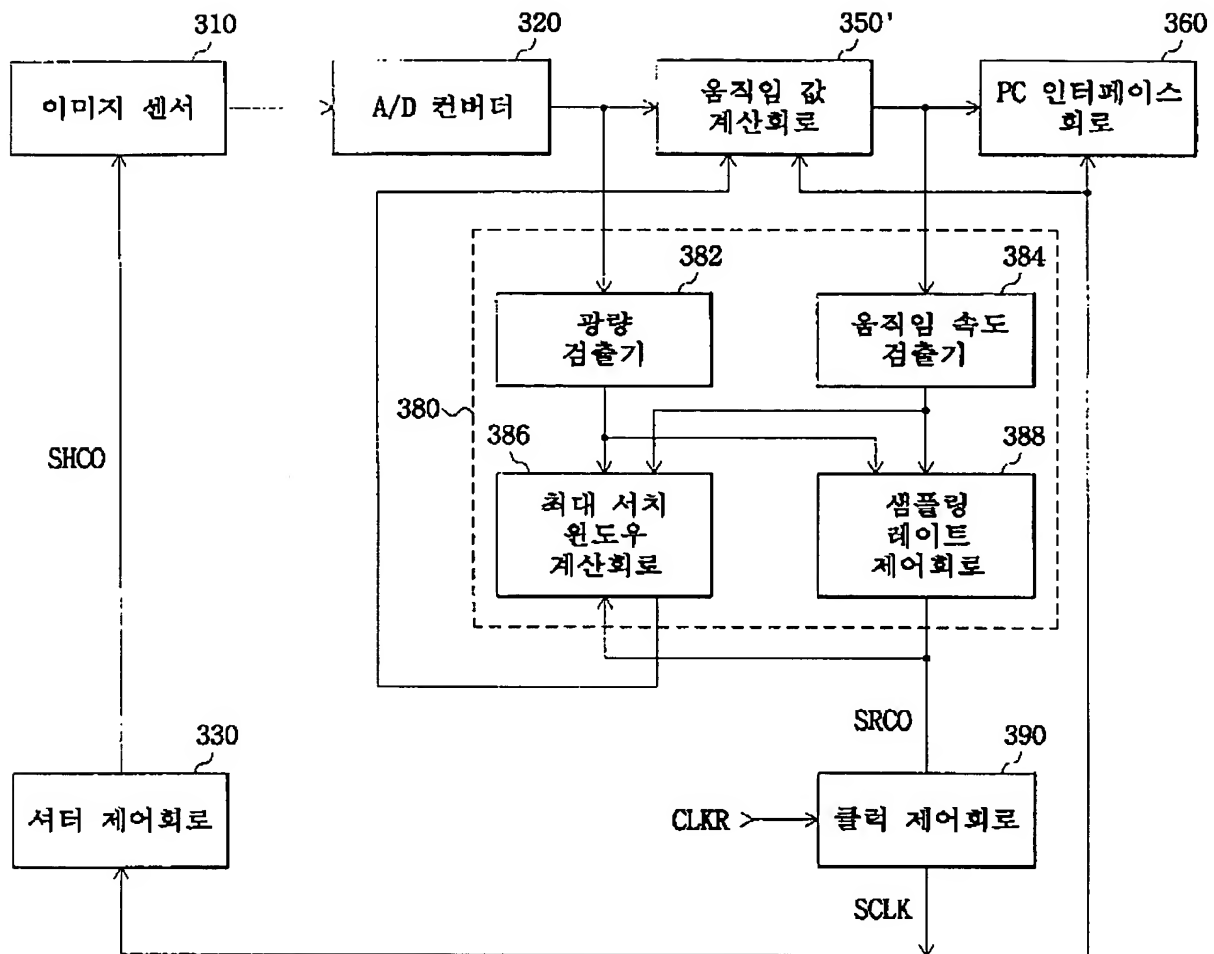 310
320
350'
360
이미지 센서
A/D 컨버더
움직임 값
계산회로
PC 인터페이스
회로
382
384
광량
검출기
움직임 속도
검출기
380
386
388
SHCO
최대 서치
윈도우
계산회로
샘플링
레이트
제어회로
SRCO
330
390
셔터 제어회로
CLKR
클럭 제어회로
SCLK